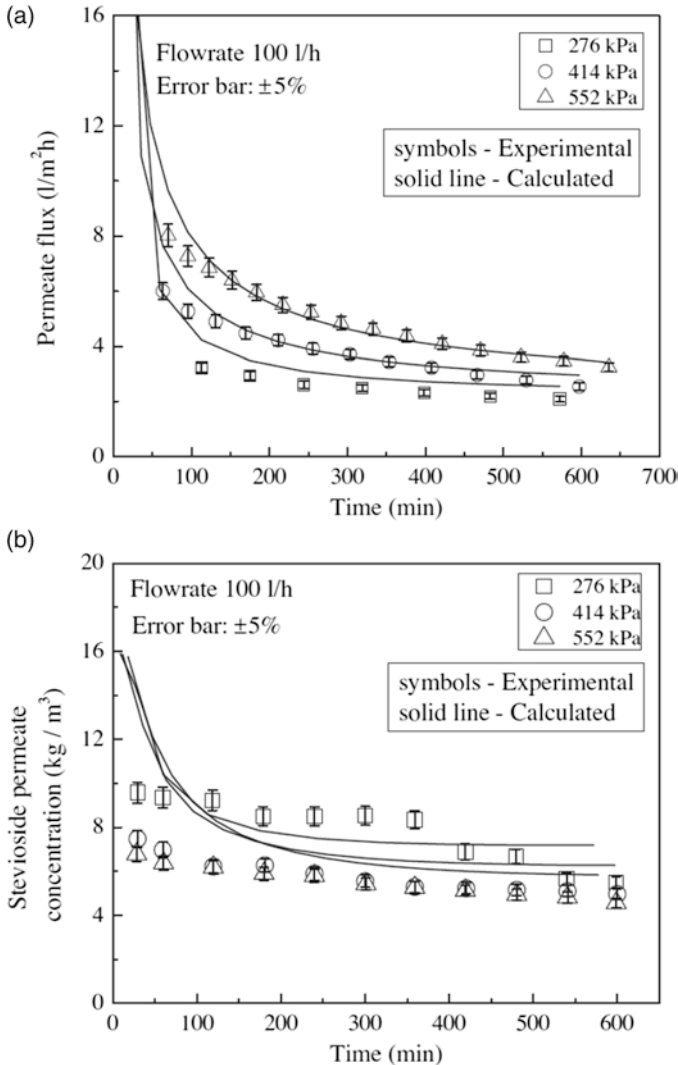 (a)
16
12
8
4
0
Permeate flux (l/m²h)
Flowrate 100 l/h
Error bar: ±5%
276 kPa
414 kPa
552 kPa
symbols - Experimental
solid line - Calculated
0 100 200 300 400 500 600 700
Time (min)
(b)
20
16
12
8
4
0
Stevioside permeate
concentration (kg / m³)
Flowrate 100 l/h
Error bar: ±5%
276 kPa
414 kPa
552 kPa
symbols - Experimental
solid line - Calculated
0 100 200 300 400 500 600
Time (min)